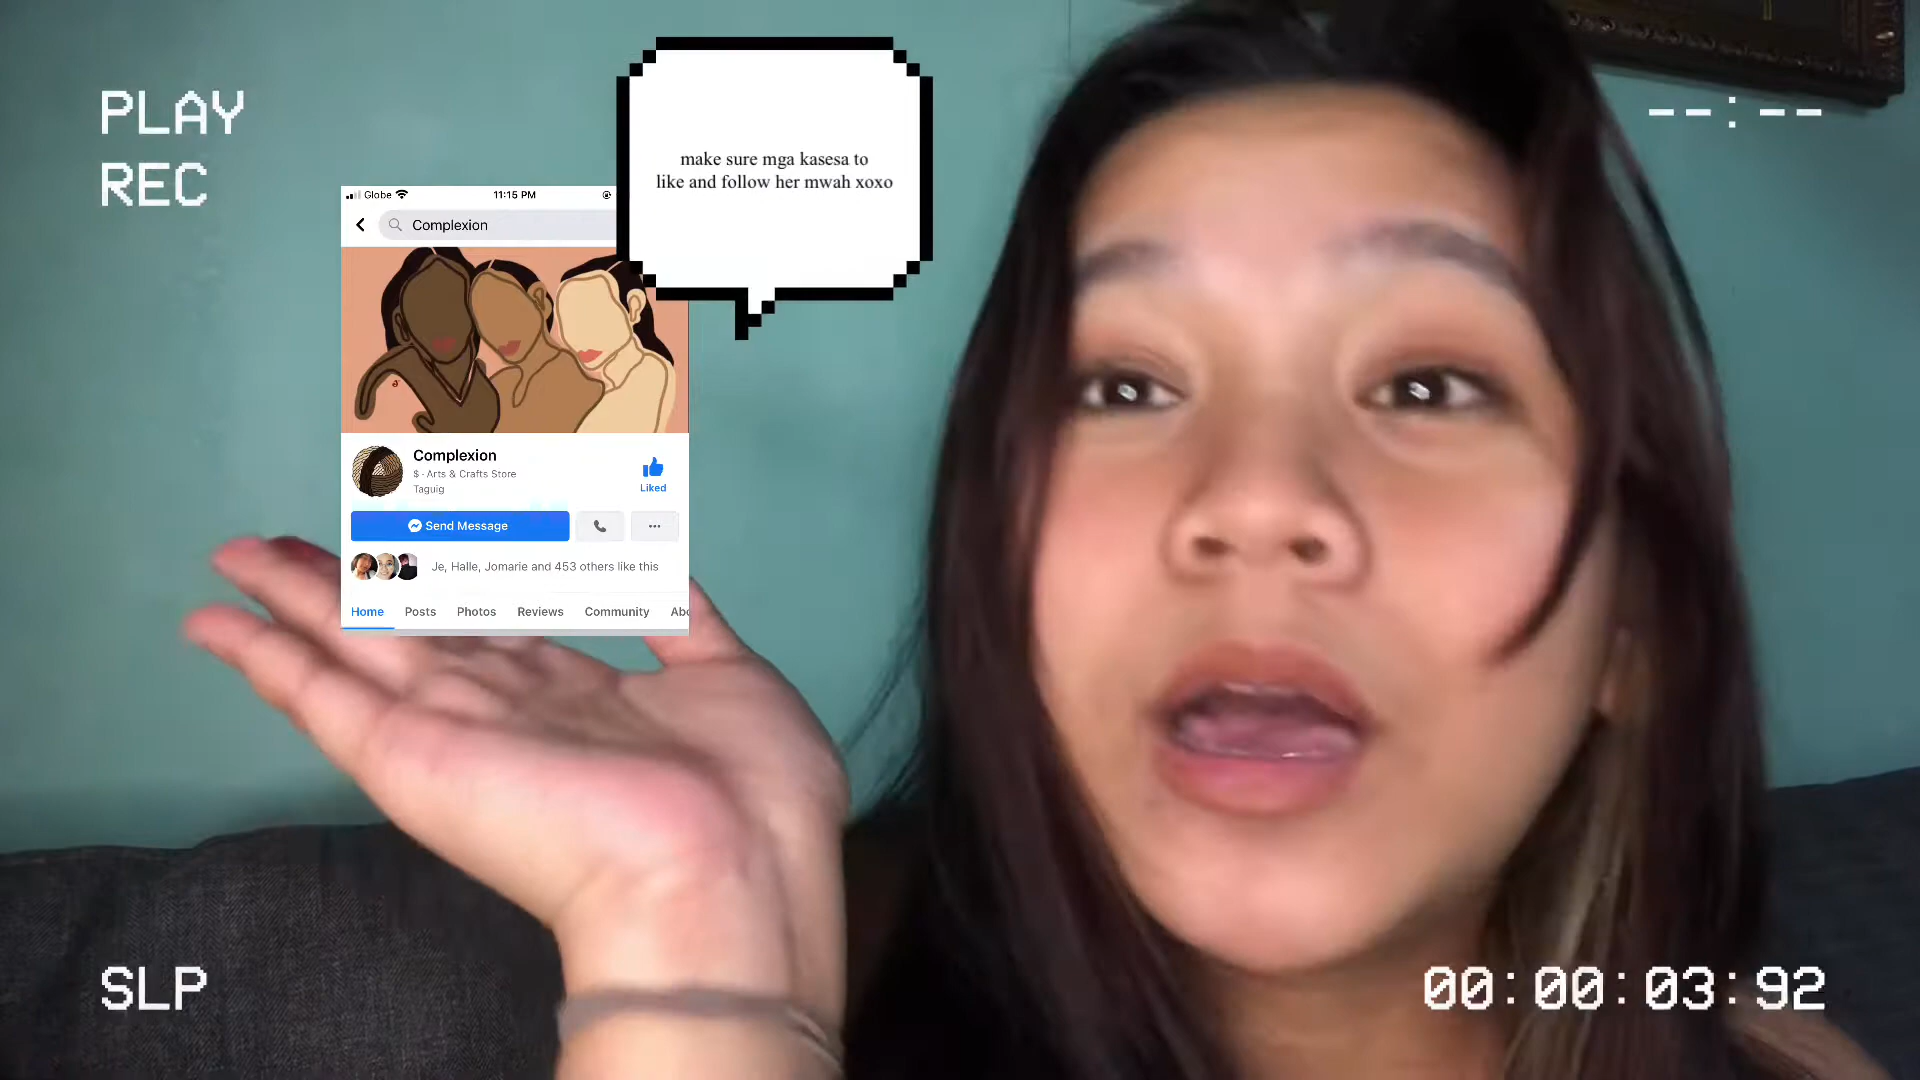 PLAY
REC
--:--
make sure mga kasesa to
like and follow her mwah xoxo
Globe 11:15 PM
Complexion
Complexion
$ · Arts & Crafts Store
Taguig
Liked
Send Message
Je, Halle, Jomarie and 453 others like this
Home Posts Photos Reviews Community Abo
SLP
00:00:03:92